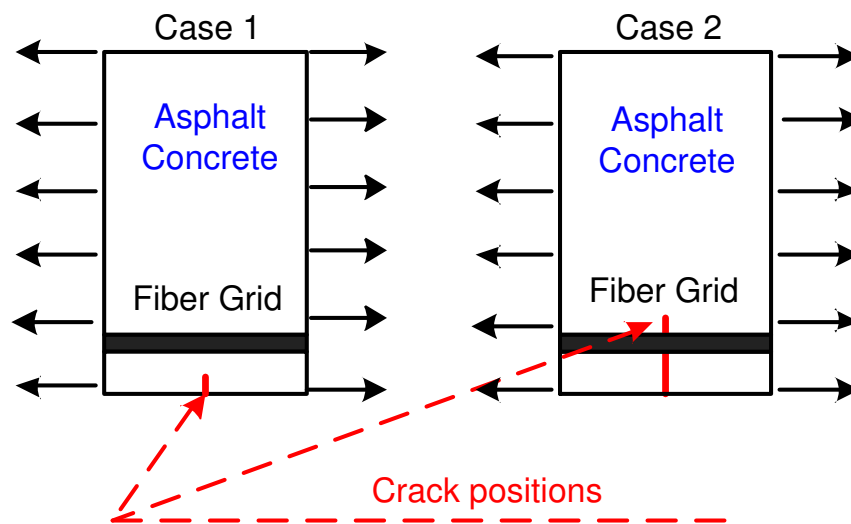 Case 1
Case 2
Asphalt
Concrete
Asphalt
Concrete
Fiber Grid
Fiber Grid
Crack positions